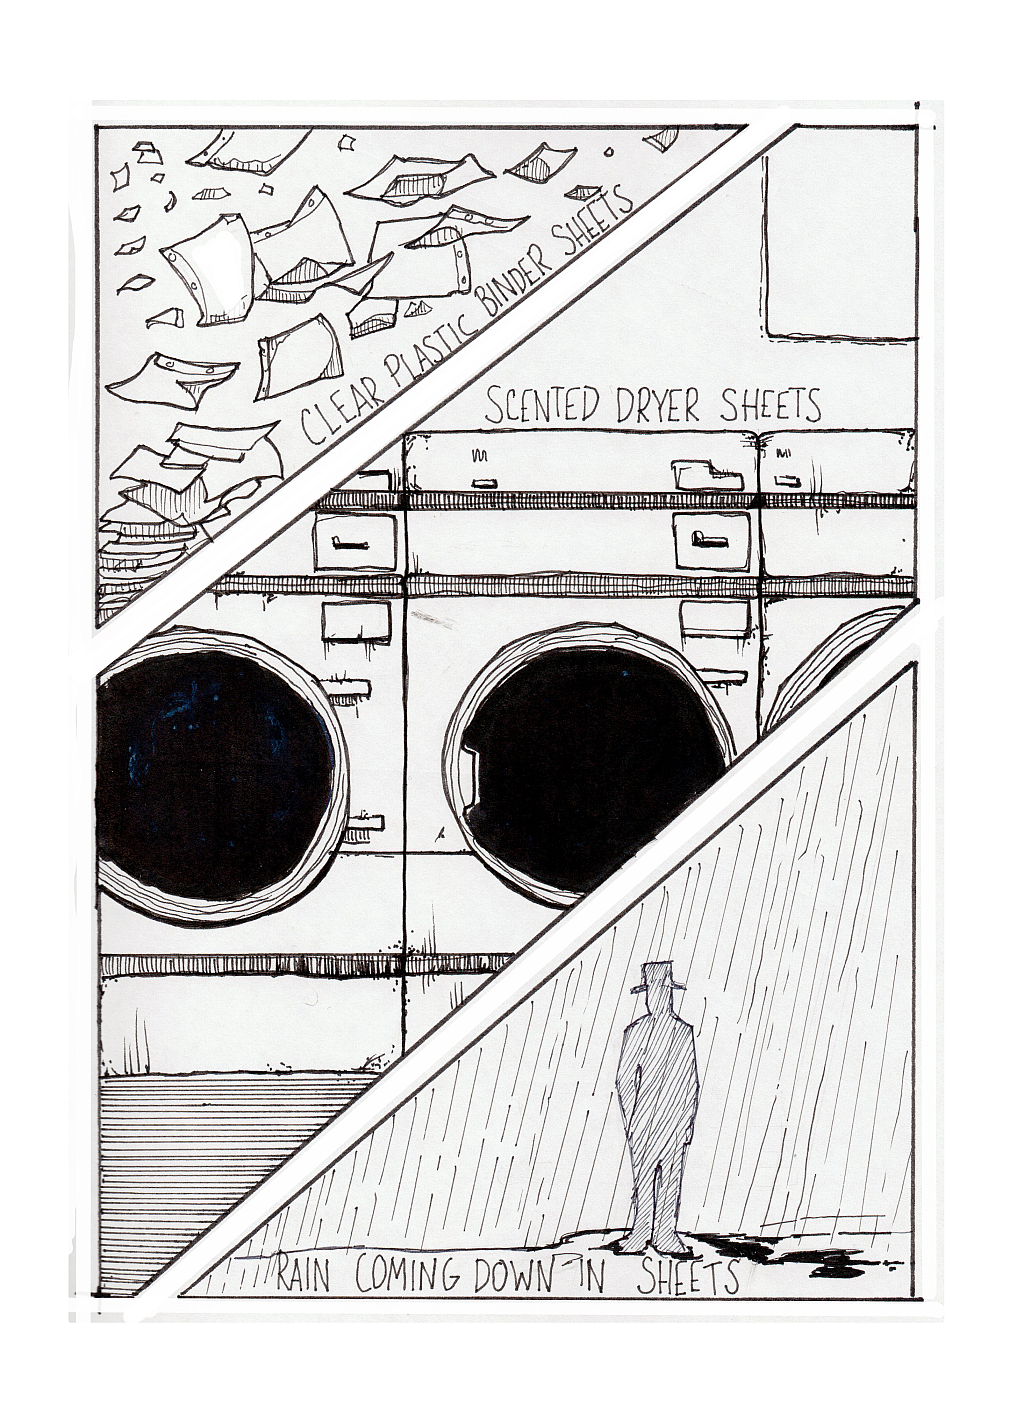 CLEAR PLASTIC BINDER SHEETS
SCENTED DRYER SHEETS
RAIN COMING DOWN IN SHEETS